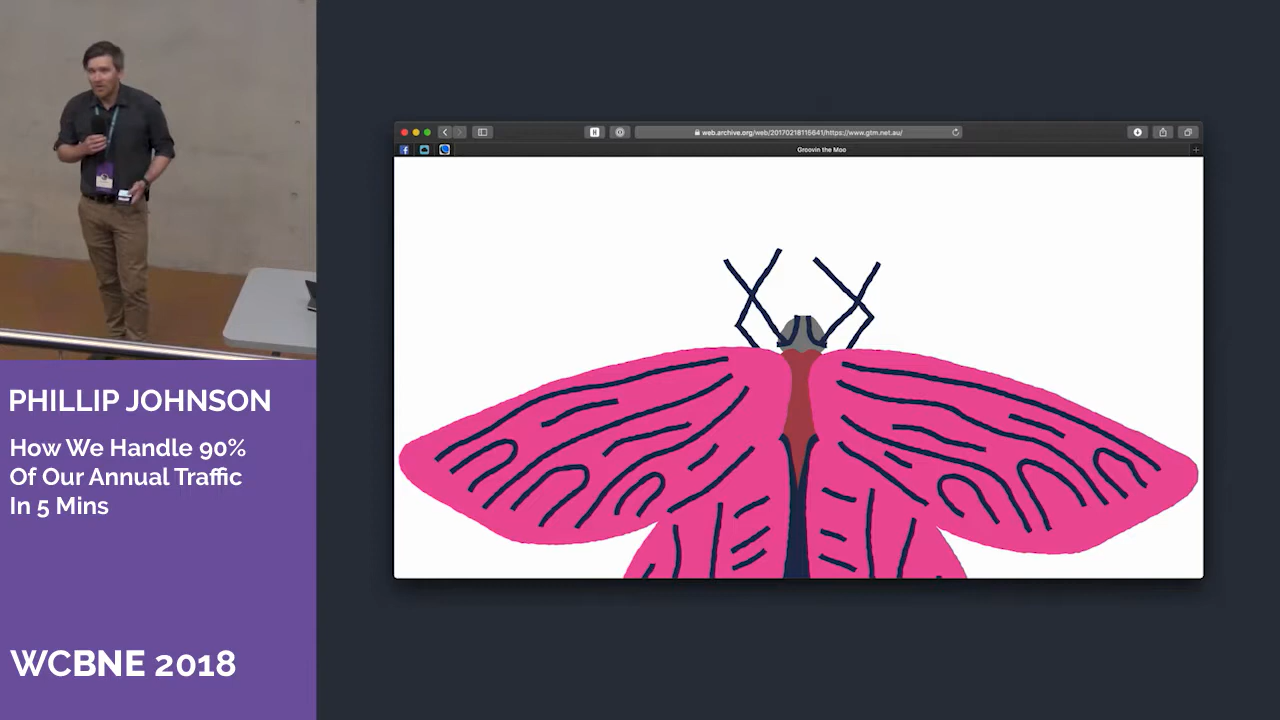 web.archive.org/web/20170218115641/https://www.gtm.net.au/
Groovin the Moo
PHILLIP JOHNSON
How We Handle 90%
Of Our Annual Traffic
In 5 Mins
WCBNE 2018